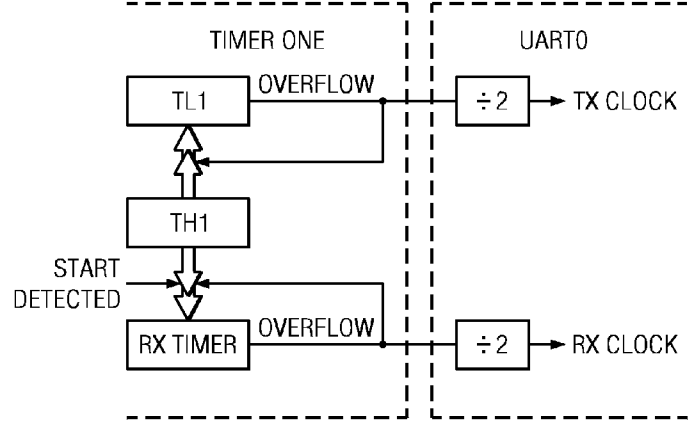 TIMER ONE
UART0
TL1
OVERFLOW
÷2
TX CLOCK
TH1
START
DETECTED
RX TIMER
OVERFLOW
÷2
RX CLOCK